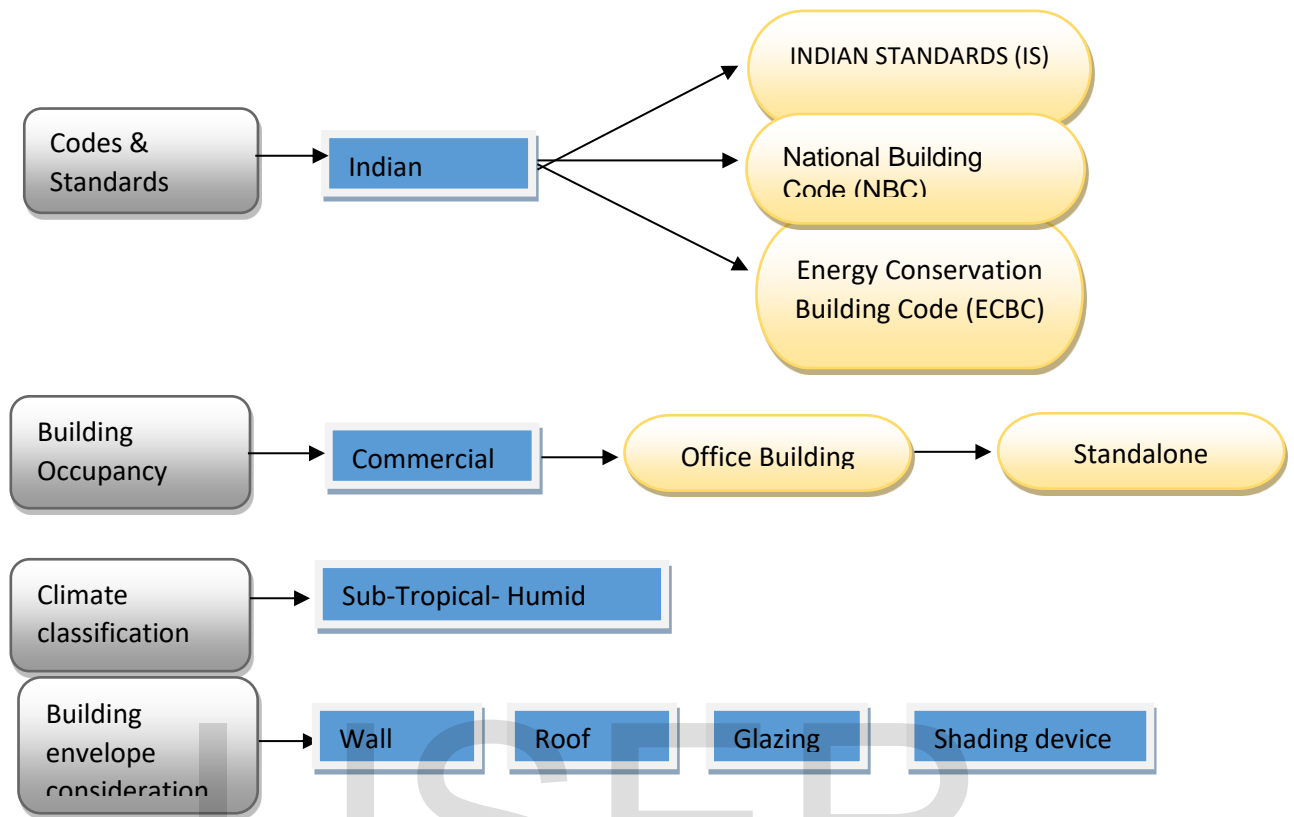 Codes &
Standards
Indian
INDIAN STANDARDS (IS)
National Building
Code (NBC)
Energy Conservation
Building Code (ECBC)
Building
Occupancy
Commercial
Office Building
Standalone
Climate
classification
Sub-Tropical- Humid
Building
envelope
consideration
Wall
Roof
Glazing
Shading device
IJSER